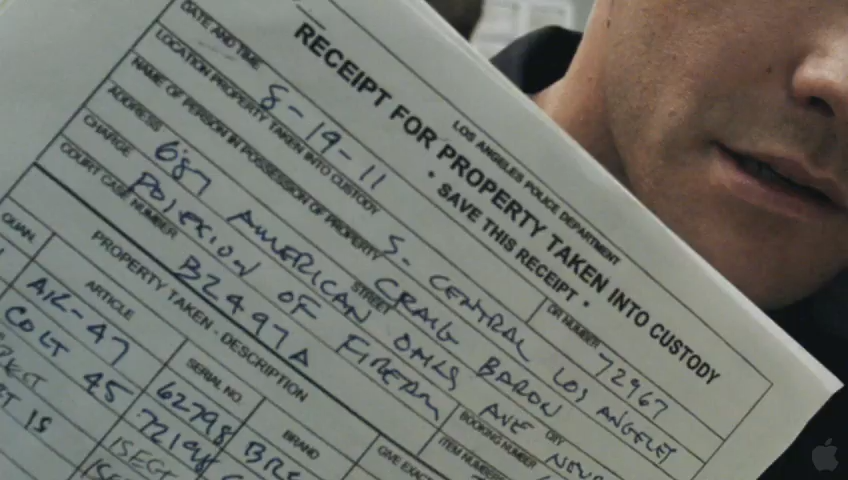 LOS ANGELES POLICE DEPARTMENT
RECEIPT FOR PROPERTY TAKEN INTO CUSTODY
• SAVE THIS RECEIPT •
DATE AND TIME
8-19-11
DR NUMBER
72967
LOCATION PROPERTY TAKEN INTO CUSTODY
S. CENTRAL LOS ANGELES
NAME OF PERSON IN POSSESSION OF PROPERTY
CRAIG BARON
ADDRESS STREET CITY
687 AMERICAN OAKS AVE
CHARGE BOOKING NUMBER
OF FIREARM
COURT CASE NUMBER ITEM NUMBER
B2497A
PROPERTY TAKEN - DESCRIPTION
QUAN. ARTICLE SERIAL NO. BRAND GIVE EXACT
AK-47 62798
COLT 45